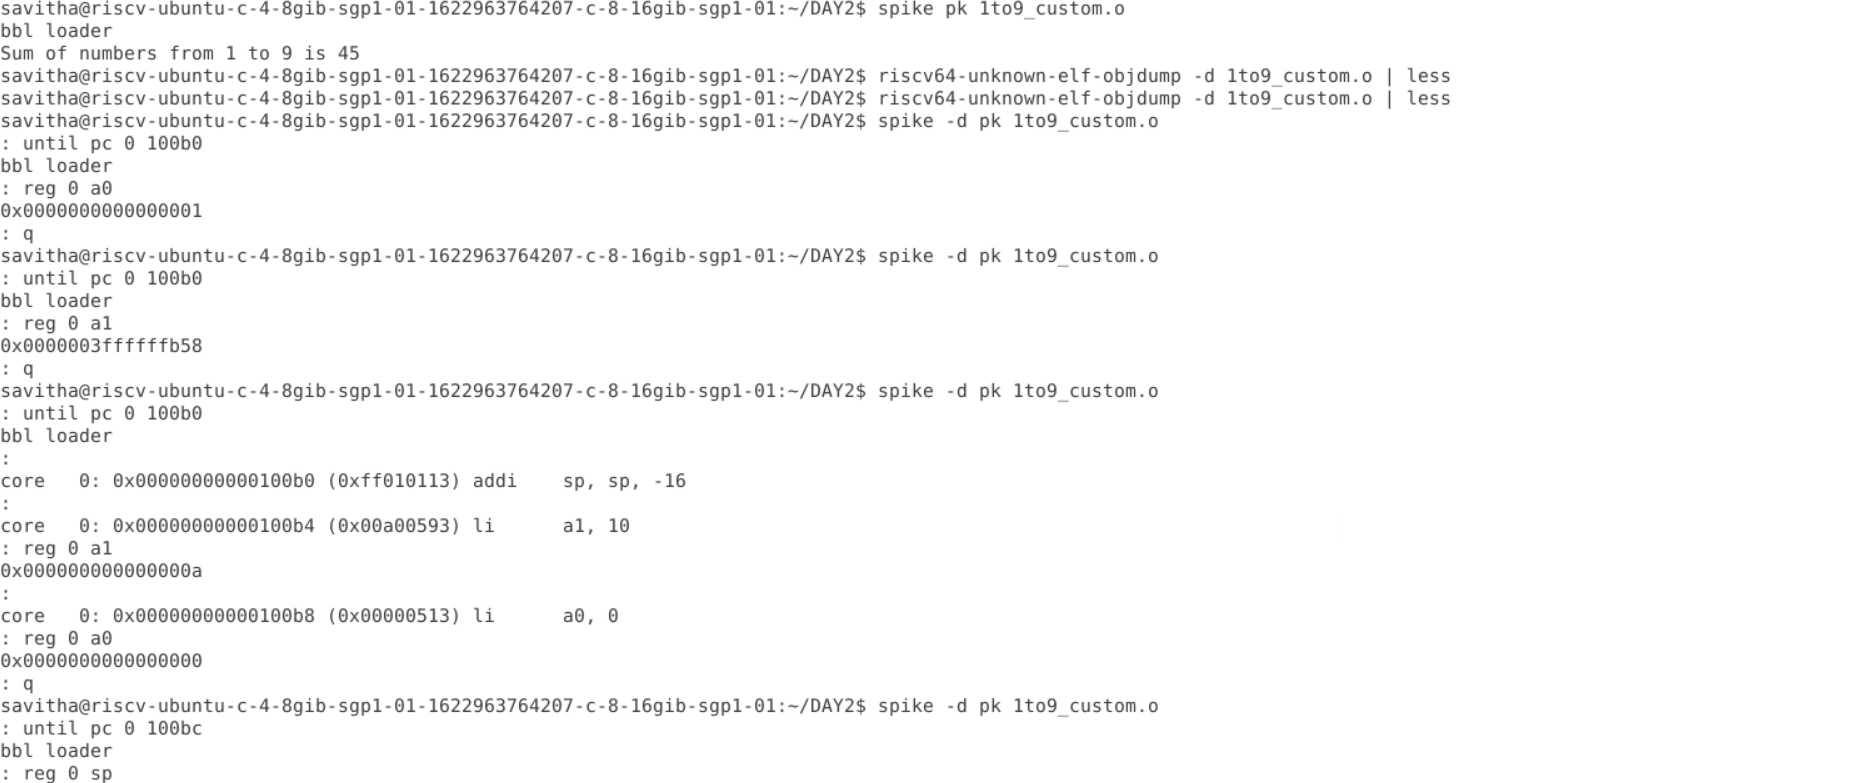 savitha@riscv-ubuntu-c-4-8gib-sgp1-01-1622963764207-c-8-16gib-sgp1-01:~/DAY2$ spike pk 1to9_custom.o
bbl loader
Sum of numbers from 1 to 9 is 45
savitha@riscv-ubuntu-c-4-8gib-sgp1-01-1622963764207-c-8-16gib-sgp1-01:~/DAY2$ riscv64-unknown-elf-objdump -d 1to9_custom.o | less
savitha@riscv-ubuntu-c-4-8gib-sgp1-01-1622963764207-c-8-16gib-sgp1-01:~/DAY2$ riscv64-unknown-elf-objdump -d 1to9_custom.o | less
savitha@riscv-ubuntu-c-4-8gib-sgp1-01-1622963764207-c-8-16gib-sgp1-01:~/DAY2$ spike -d pk 1to9_custom.o
: until pc 0 100b0
bbl loader
: reg 0 a0
0x0000000000000001
: q
savitha@riscv-ubuntu-c-4-8gib-sgp1-01-1622963764207-c-8-16gib-sgp1-01:~/DAY2$ spike -d pk 1to9_custom.o
: until pc 0 100b0
bbl loader
: reg 0 a1
0x0000003ffffffb58
: q
savitha@riscv-ubuntu-c-4-8gib-sgp1-01-1622963764207-c-8-16gib-sgp1-01:~/DAY2$ spike -d pk 1to9_custom.o
: until pc 0 100b0
bbl loader
:
core   0: 0x00000000000100b0 (0xff010113) addi    sp, sp, -16
:
core   0: 0x00000000000100b4 (0x00a00593) li      a1, 10
: reg 0 a1
0x000000000000000a
:
core   0: 0x00000000000100b8 (0x00000513) li      a0, 0
: reg 0 a0
0x0000000000000000
: q
savitha@riscv-ubuntu-c-4-8gib-sgp1-01-1622963764207-c-8-16gib-sgp1-01:~/DAY2$ spike -d pk 1to9_custom.o
: until pc 0 100bc
bbl loader
: reg 0 sp